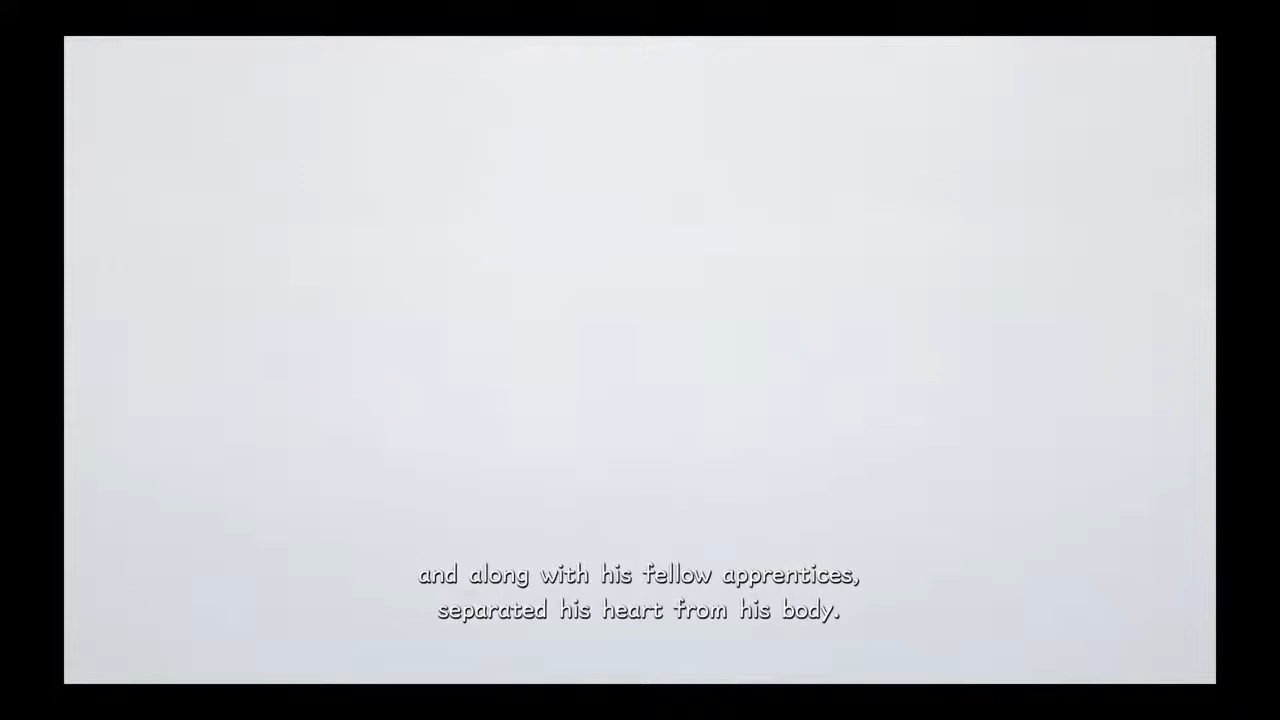 and along with his fellow apprentices,
separated his heart from his body.